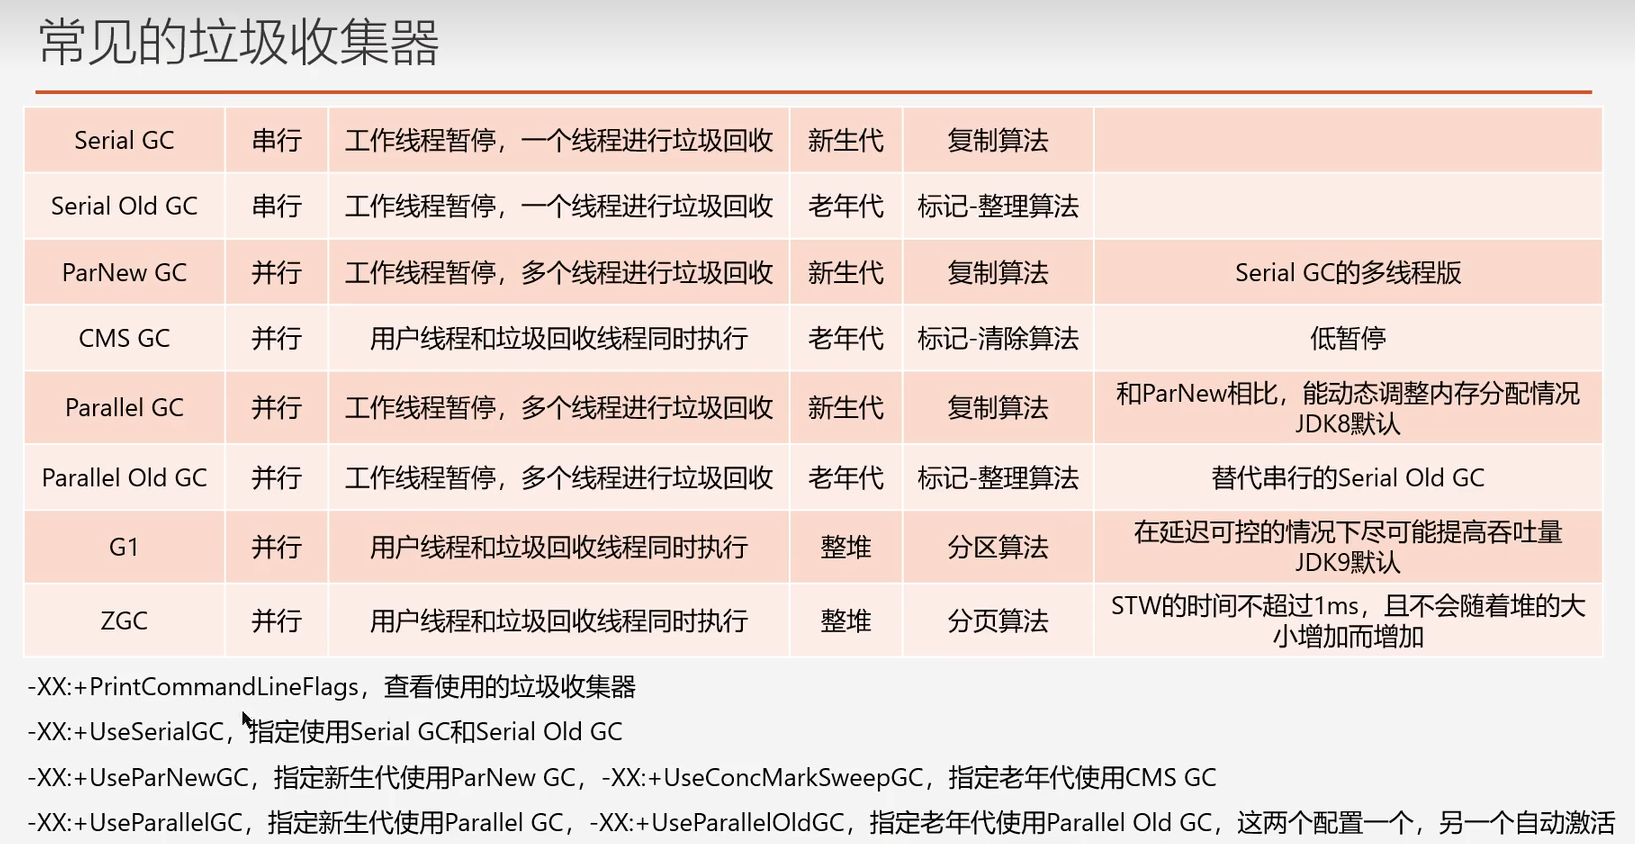 常见的垃圾收集器
Serial GC 串行 工作线程暂停，一个线程进行垃圾回收 新生代 复制算法
Serial Old GC 串行 工作线程暂停，一个线程进行垃圾回收 老年代 标记-整理算法
ParNew GC 并行 工作线程暂停，多个线程进行垃圾回收 新生代 复制算法 Serial GC的多线程版
CMS GC 并行 用户线程和垃圾回收线程同时执行 老年代 标记-清除算法 低暂停
Parallel GC 并行 工作线程暂停，多个线程进行垃圾回收 新生代 复制算法 和ParNew相比，能动态调整内存分配情况
JDK8默认
Parallel Old GC 并行 工作线程暂停，多个线程进行垃圾回收 老年代 标记-整理算法 替代串行的Serial Old GC
G1 并行 用户线程和垃圾回收线程同时执行 整堆 分区算法 在延迟可控的情况下尽可能提高吞吐量
JDK9默认
ZGC 并行 用户线程和垃圾回收线程同时执行 整堆 分页算法 STW的时间不超过1ms，且不会随着堆的大
小增加而增加
-XX:+PrintCommandLineFlags，查看使用的垃圾收集器
-XX:+UseSerialGC，指定使用Serial GC和Serial Old GC
-XX:+UseParNewGC，指定新生代使用ParNew GC，-XX:+UseConcMarkSweepGC，指定老年代使用CMS GC
-XX:+UseParallelGC，指定新生代使用Parallel GC，-XX:+UseParallelOldGC，指定老年代使用Parallel Old GC，这两个配置一个，另一个自动激活